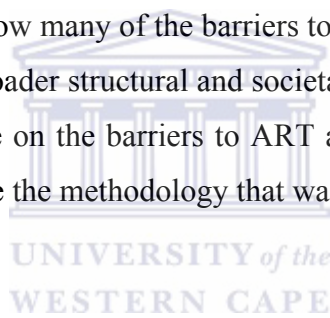 ow many of the barriers to
oader structural and societa
e on the barriers to ART a
e the methodology that wa
UNIVERSITY of the
WESTERN CAPE